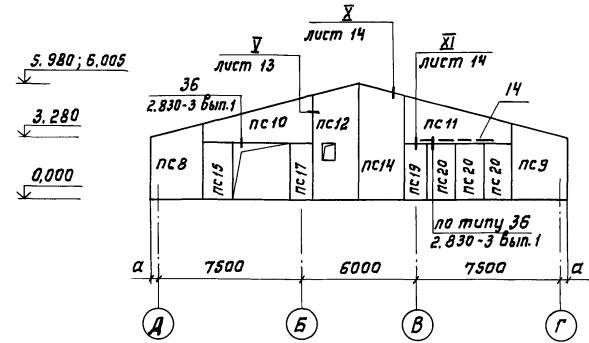 X
лист 14
V
лист 13
XI
лист 14
5.980; 6,005
36
2.830-3 вып.1
14
3,280
пс10
пс12
пс11
пс8
пс15
пс17
пс14
пс19
пс20
пс20
пс20
пс9
0,000
по типу 36
2.830-3 вып.1
а
7500
6000
7500
а
Д
Б
В
Г